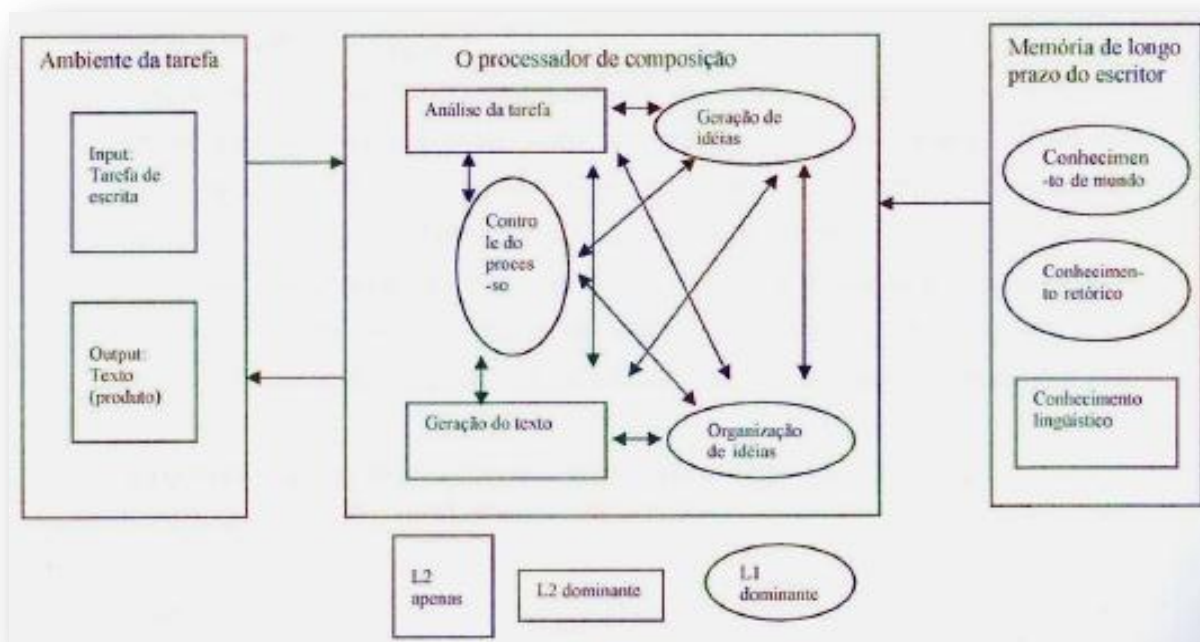 Ambiente da tarefa
Input:
Tarefa de
escrita
Output:
Texto
(produto)
O processador de composição
Análise da tarefa
Geração de
idéias
Contro
le do
proces
-so
Geração do texto
Organização
de idéias
Memória de longo
prazo do escritor
Conhecimen
-to de mundo
Conhecimen-
to retórico
Conhecimento
lingüístico
L2
apenas
L2 dominante
L1
dominante